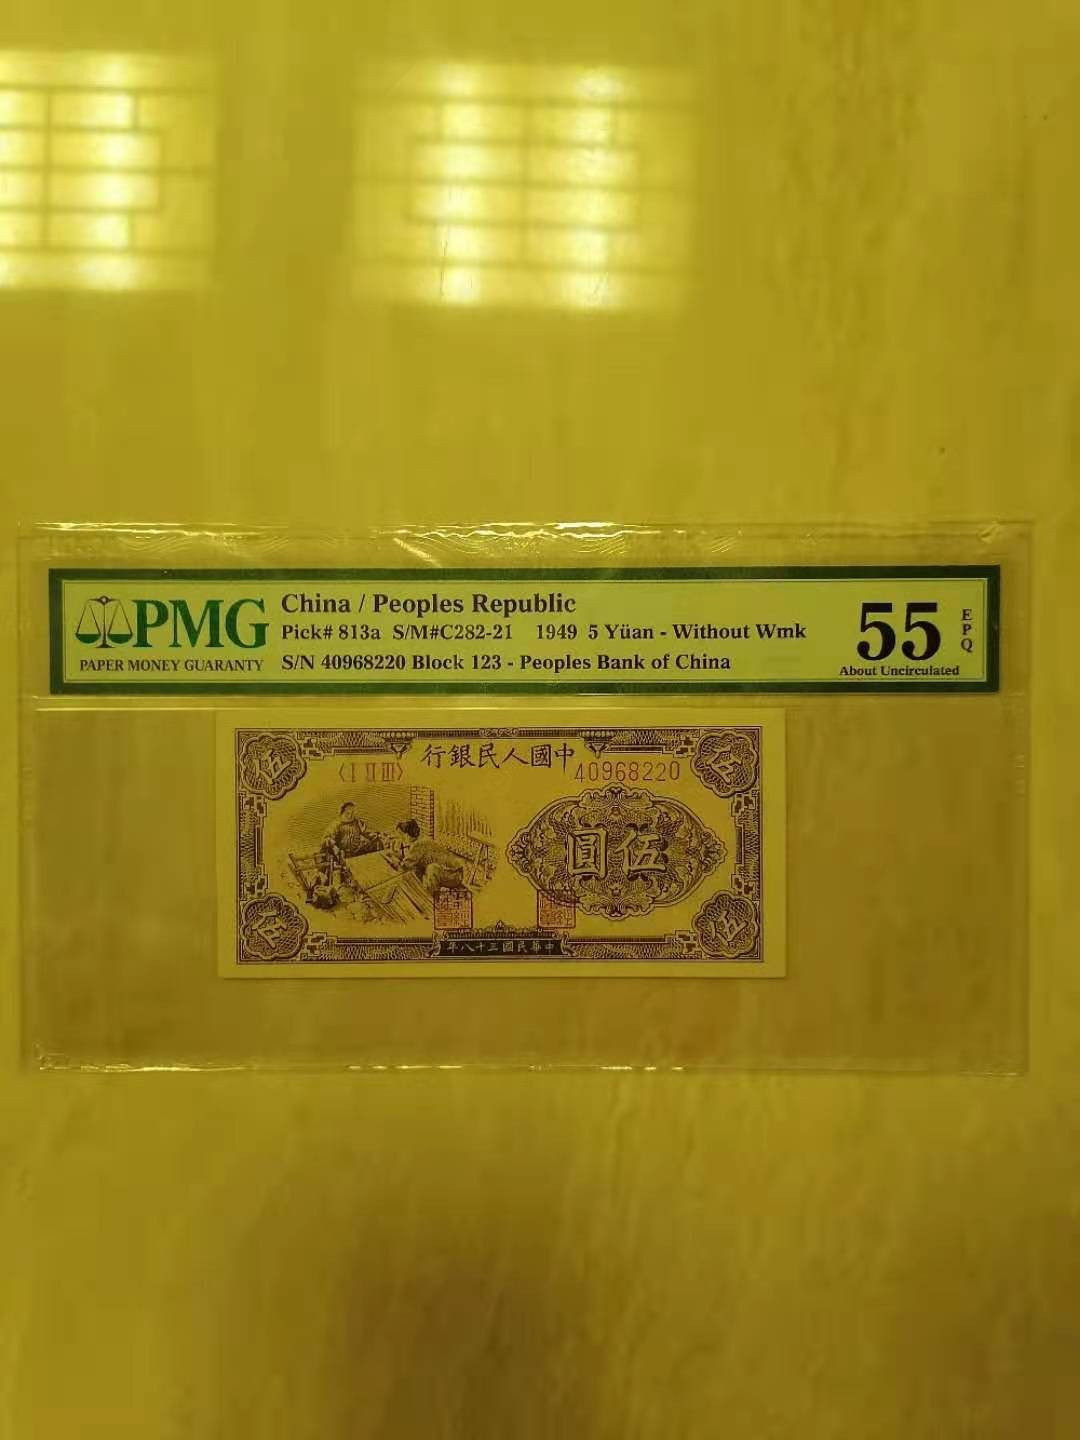 PMG
PAPER MONEY GUARANTY
China / Peoples Republic
Pick# 813a S/M#C282-21 1949 5 Yüan - Without Wmk
S/N 40968220 Block 123 - Peoples Bank of China
55
EPQ
About Uncirculated
行銀民人國中
〈Ⅰ Ⅱ Ⅲ〉
40968220
伍
伍
圓伍
伍
伍
年八十三國民華中